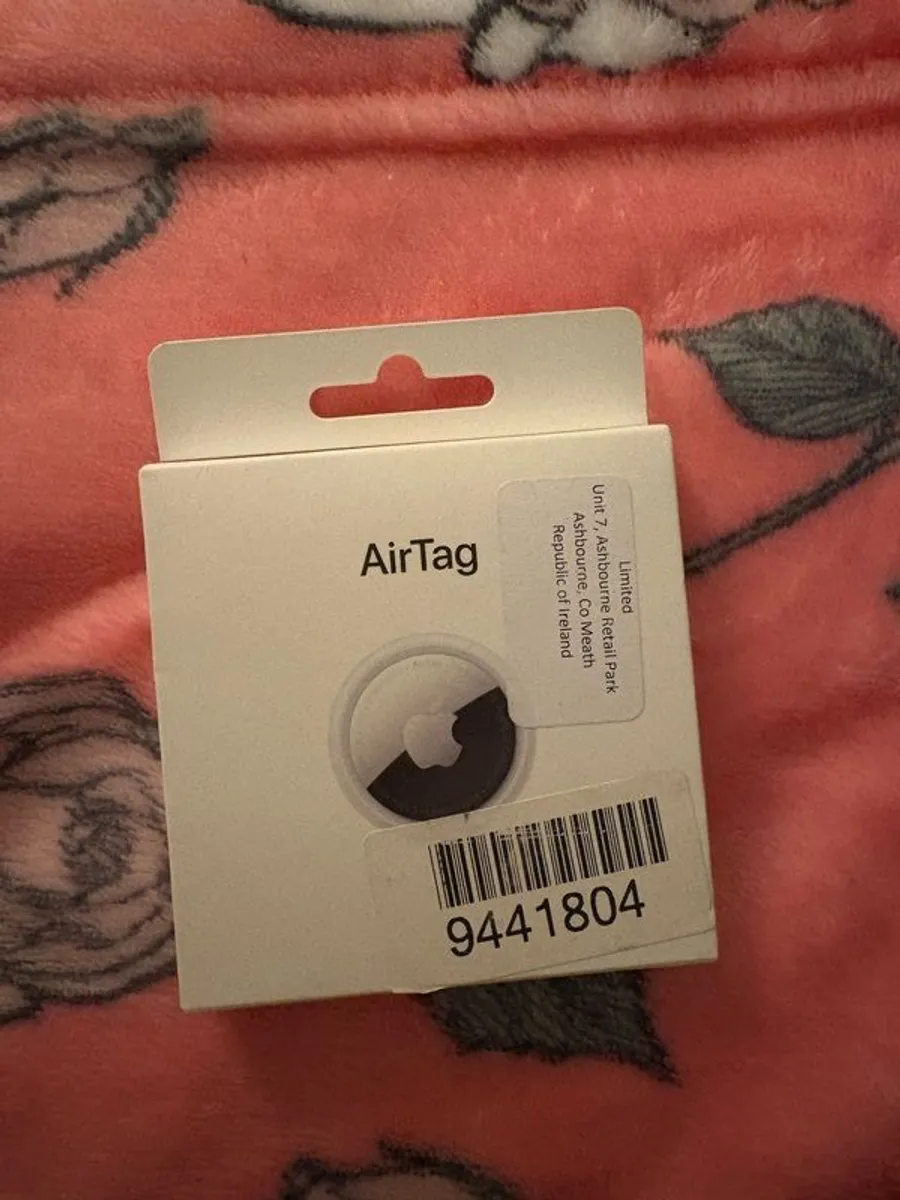 AirTag
Limited
Unit 7, Ashbourne Retail Park
Ashbourne, Co Meath
Republic of Ireland
9441804